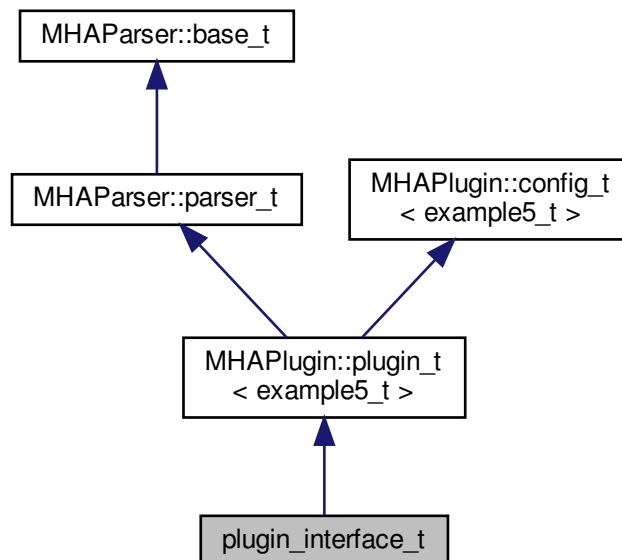 MHAParser::base_t
MHAParser::parser_t
MHAPlugin::config_t
< example5_t >
MHAPlugin::plugin_t
< example5_t >
plugin_interface_t